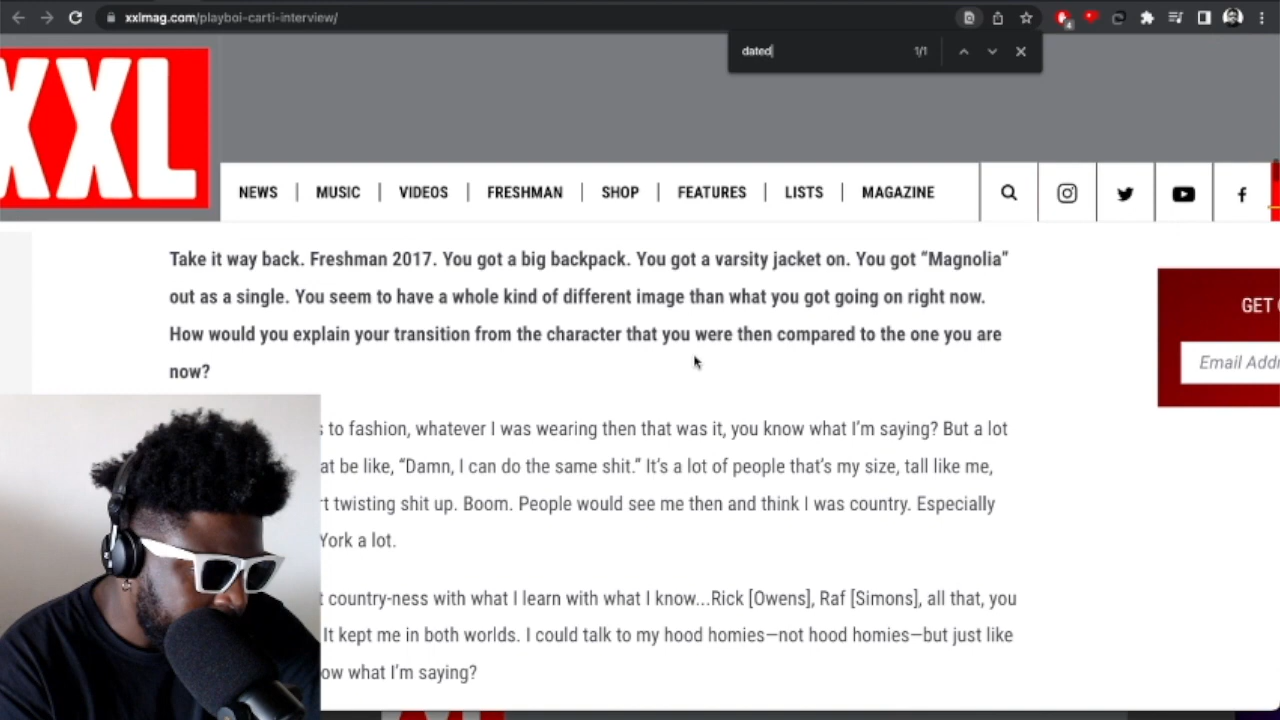 xxlmag.com/playboi-carti-interview/
4
dated
1/1
XXL
NEWS
MUSIC
VIDEOS
FRESHMAN
SHOP
FEATURES
LISTS
MAGAZINE
Take it way back. Freshman 2017. You got a big backpack. You got a varsity jacket on. You got “Magnolia”
out as a single. You seem to have a whole kind of different image than what you got going on right now.
How would you explain your transition from the character that you were then compared to the one you are
now?
GET
Email Addr
s to fashion, whatever I was wearing then that was it, you know what I’m saying? But a lot
at be like, “Damn, I can do the same shit.” It’s a lot of people that’s my size, tall like me,
rt twisting shit up. Boom. People would see me then and think I was country. Especially
York a lot.
t country-ness with what I learn with what I know...Rick [Owens], Raf [Simons], all that, you
It kept me in both worlds. I could talk to my hood homies—not hood homies—but just like
ow what I’m saying?